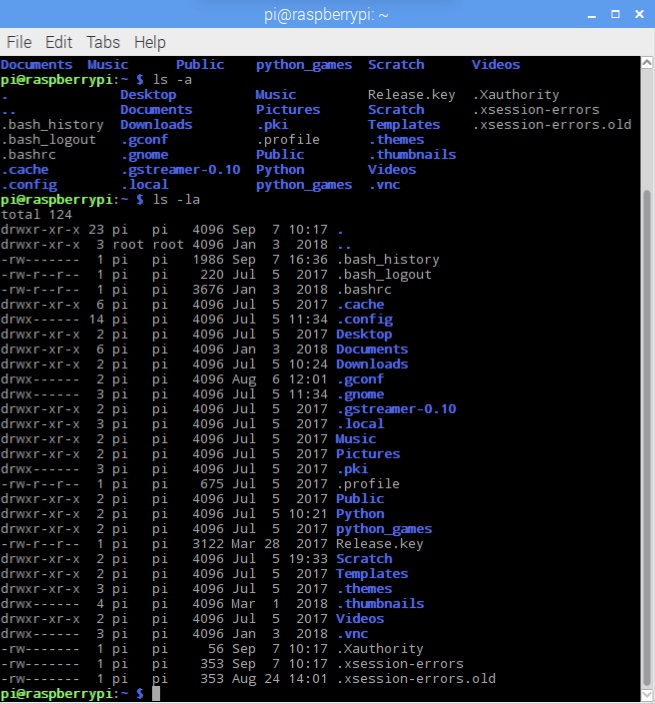 pi@raspberrypi: ~
File Edit Tabs Help
Documents Music Public python_games Scratch Videos
pi@raspberrypi:~ $ ls -a
. Desktop Music Release.key .Xauthority
.. Documents Pictures Scratch .xsession-errors
.bash_history Downloads .pki Templates .xsession-errors.old
.bash_logout .gconf .profile .themes
.bashrc .gnome Public .thumbnails
.cache .gstreamer-0.10 Python Videos
.config .local python_games .vnc
pi@raspberrypi:~ $ ls -la
total 124
drwxr-xr-x 23 pi pi 4096 Sep 7 10:17 .
drwxr-xr-x 3 root root 4096 Jan 3 2018 ..
-rw------- 1 pi pi 1986 Sep 7 16:36 .bash_history
-rw-r--r-- 1 pi pi 220 Jul 5 2017 .bash_logout
-rw-r--r-- 1 pi pi 3676 Jan 3 2018 .bashrc
drwxr-xr-x 6 pi pi 4096 Jul 5 2017 .cache
drwx------ 14 pi pi 4096 Jul 5 11:34 .config
drwxr-xr-x 2 pi pi 4096 Jul 5 2017 Desktop
drwxr-xr-x 6 pi pi 4096 Jan 3 2018 Documents
drwxr-xr-x 2 pi pi 4096 Jul 5 10:24 Downloads
drwx------ 2 pi pi 4096 Aug 6 12:01 .gconf
drwx------ 3 pi pi 4096 Jul 5 11:34 .gnome
drwxr-xr-x 2 pi pi 4096 Jul 5 2017 .gstreamer-0.10
drwxr-xr-x 3 pi pi 4096 Jul 5 2017 .local
drwxr-xr-x 2 pi pi 4096 Jul 5 2017 Music
drwxr-xr-x 2 pi pi 4096 Jul 5 2017 Pictures
drwx------ 3 pi pi 4096 Jul 5 2017 .pki
-rw-r--r-- 1 pi pi 675 Jul 5 2017 .profile
drwxr-xr-x 2 pi pi 4096 Jul 5 2017 Public
drwxr-xr-x 2 pi pi 4096 Jul 5 10:21 Python
drwxr-xr-x 2 pi pi 4096 Jul 5 2017 python_games
-rw-r--r-- 1 pi pi 3122 Mar 28 2017 Release.key
drwxr-xr-x 2 pi pi 4096 Jul 5 19:33 Scratch
drwxr-xr-x 2 pi pi 4096 Jul 5 2017 Templates
drwxr-xr-x 3 pi pi 4096 Jul 5 2017 .themes
drwx------ 4 pi pi 4096 Mar 1 2018 .thumbnails
drwxr-xr-x 2 pi pi 4096 Jul 5 2017 Videos
drwx------ 3 pi pi 4096 Jan 3 2018 .vnc
-rw------- 1 pi pi 56 Sep 7 10:17 .Xauthority
-rw------- 1 pi pi 353 Sep 7 10:17 .xsession-errors
-rw------- 1 pi pi 353 Aug 24 14:01 .xsession-errors.old
pi@raspberrypi:~ $